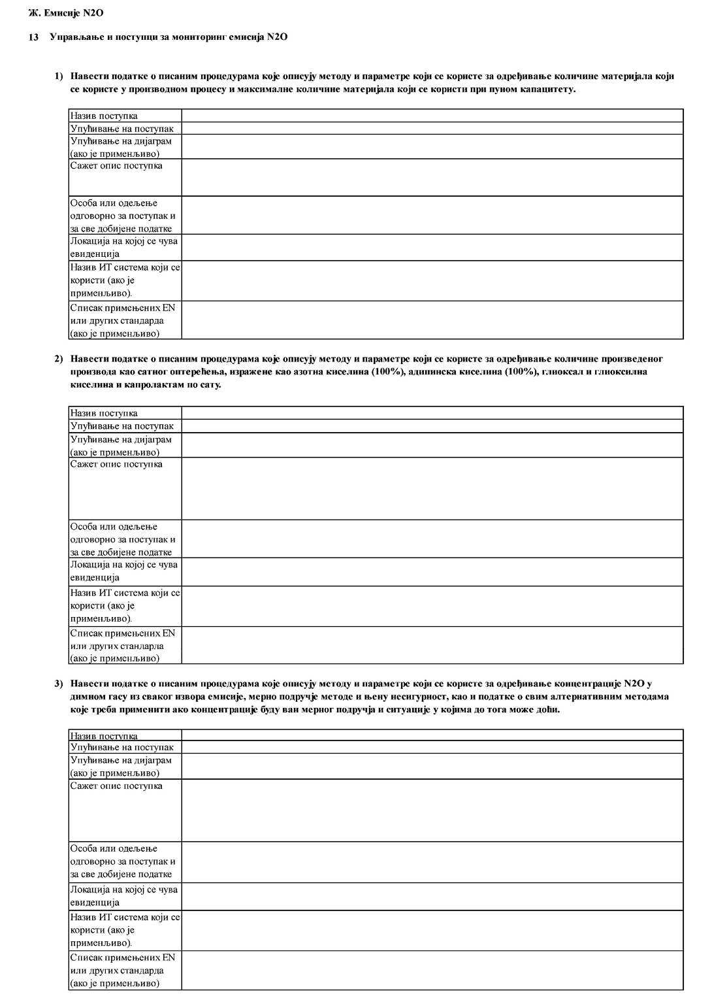 Ж. Емисије N2O
13 Управљање и поступци за мониторинг емисија N2O
1) Навести податке о писаним процедурама које описују методу и параметре који се користе за одређивање количине материјала који
се користе у производном процесу и максималне количине материјала који се користи при пуном капацитету.
Назив поступка
Упућивање на поступак
Упућивање на дијаграм
(ако је применљиво)
Сажет опис поступка
Особа или одељење
одговорно за поступак и
за све добијене податке
Локација на којој се чува
евиденција
Назив ИТ система који се
користи (ако је
применљиво).
Списак примењених EN
или других стандарда
(ако је применљиво)
2) Навести податке о писаним процедурама које описују методу и параметре који се користе за одређивање количине произведеног
производа као сатног оптерећења, изражене као азотна киселина (100%), адипинска киселина (100%), глиоксал и глиоксилна
киселина и капролактам по сату.
Назив поступка
Упућивање на поступак
Упућивање на дијаграм
(ако је применљиво)
Сажет опис поступка
Особа или одељење
одговорно за поступак и
за све добијене податке
Локација на којој се чува
евиденција
Назив ИТ система који се
користи (ако је
применљиво).
Списак примењених EN
или других стандарда
(ако је применљиво)
3) Навести податке о писаним процедурама које описују методу и параметре који се користе за одређивање концентрације N2O у
димном гасу из сваког извора емисије, мерно подручје методе и њену несигурност, као и податке о свим алтернативним методама
које треба применити ако концентрације буду ван мерног подручја и ситуације у којима до тога може доћи.
Назив поступка
Упућивање на поступак
Упућивање на дијаграм
(ако је применљиво)
Сажет опис поступка
Особа или одељење
одговорно за поступак и
за све добијене податке
Локација на којој се чува
евиденција
Назив ИТ система који се
користи (ако је
применљиво).
Списак примењених EN
или других стандарда
(ако је применљиво)